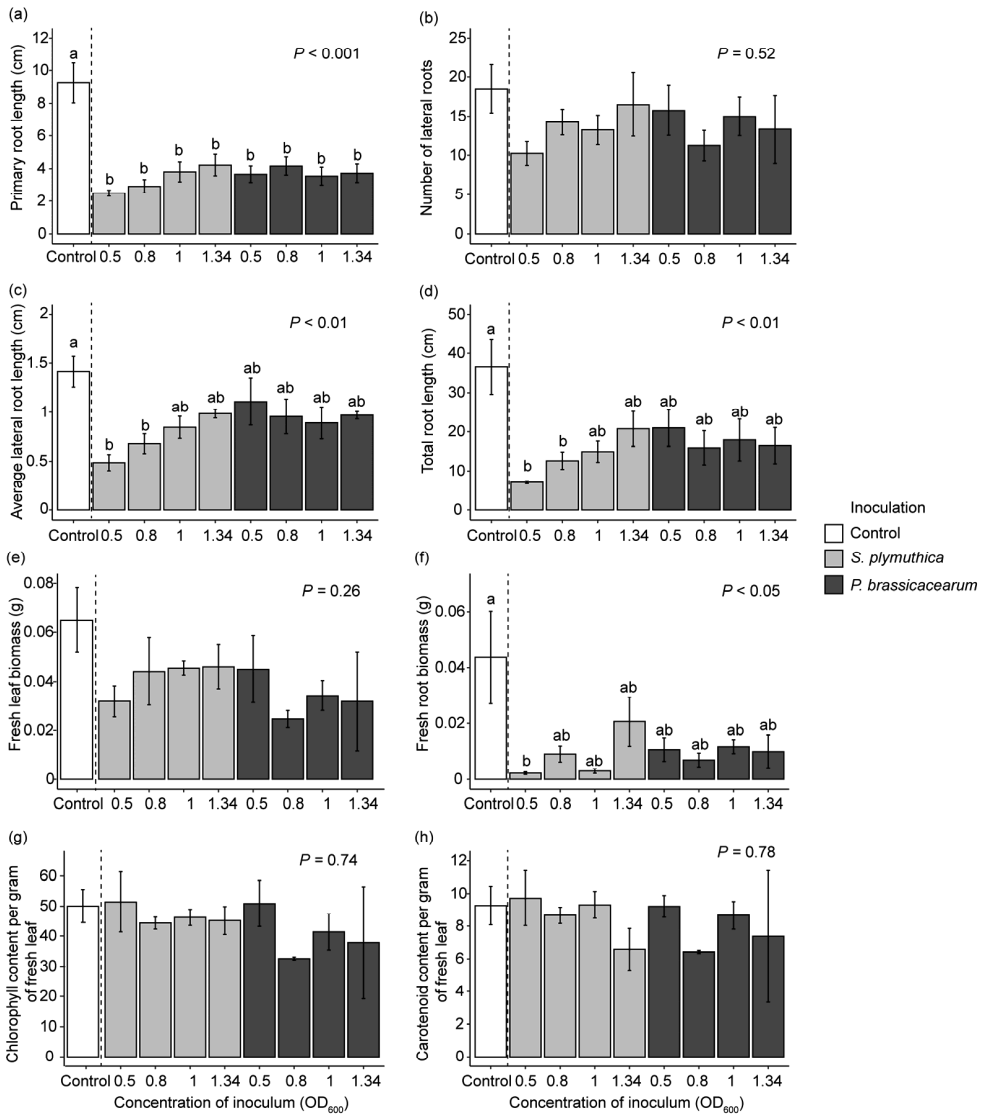 (a)
Primary root length (cm)
12
10
8
6
4
2
0
P < 0.001
a
b b b b b b b b
Control 0.5 0.8 1 1.34 0.5 0.8 1 1.34
(b)
Number of lateral roots
25
20
15
10
5
0
P = 0.52
Control 0.5 0.8 1 1.34 0.5 0.8 1 1.34
(c)
Average lateral root length (cm)
2
1.5
1
0.5
0
P < 0.01
a
b b ab ab ab ab ab ab
Control 0.5 0.8 1 1.34 0.5 0.8 1 1.34
(d)
Total root length (cm)
50
40
30
20
10
0
P < 0.01
a
b b ab ab ab ab ab ab
Control 0.5 0.8 1 1.34 0.5 0.8 1 1.34
Inoculation
Control
S. plymuthica
P. brassicacearum
(e)
Fresh leaf biomass (g)
0.08
0.06
0.04
0.02
0
P = 0.26
Control 0.5 0.8 1 1.34 0.5 0.8 1 1.34
(f)
Fresh root biomass (g)
0.06
0.04
0.02
0
P < 0.05
a
b ab ab ab ab ab ab ab
Control 0.5 0.8 1 1.34 0.5 0.8 1 1.34
(g)
Chlorophyll content per gram
of fresh leaf
60
50
40
30
20
10
0
P = 0.74
Control 0.5 0.8 1 1.34 0.5 0.8 1 1.34
Concentration of inoculum (OD600)
(h)
Carotenoid content per gram
of fresh leaf
12
10
8
6
4
2
0
P = 0.78
Control 0.5 0.8 1 1.34 0.5 0.8 1 1.34
Concentration of inoculum (OD600)